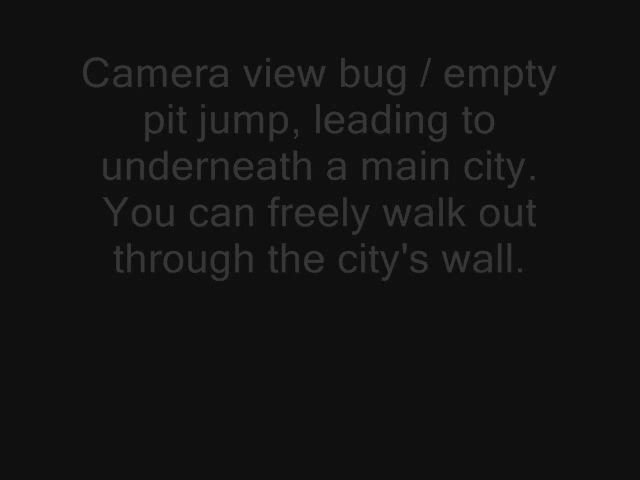 Camera view bug / empty
pit jump, leading to
underneath a main city.
You can freely walk out
through the city's wall.